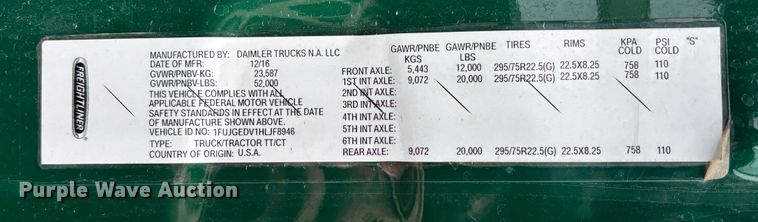 FREIGHTLINER
MANUFACTURED BY: DAIMLER TRUCKS N.A. LLC
DATE OF MFR: 12/16
GVWR/PNBV-KG: 23,587
GVWR/PNBV-LBS: 52,000
THIS VEHICLE COMPLIES WITH ALL
APPLICABLE FEDERAL MOTOR VEHICLE
SAFETY STANDARDS IN EFFECT AT THE DATE
OF MANUFACTURE SHOWN ABOVE.
VEHICLE ID NO.: 1FUJGEDV1HLJF8946
TYPE: TRUCK/TRACTOR TT/CT
COUNTRY OF ORIGIN: U.S.A.
GAWR/PNBE KGS GAWR/PNBE LBS TIRES RIMS KPA COLD PSI COLD "S"
FRONT AXLE: 5,443 12,000 295/75R22.5(G) 22.5X8.25 758 110
1ST INT AXLE: 9,072 20,000 295/75R22.5(G) 22.5X8.25 758 110
2ND INT AXLE:
3RD INT AXLE:
4TH INT AXLE:
5TH INT AXLE:
6TH INT AXLE:
REAR AXLE: 9,072 20,000 295/75R22.5(G) 22.5X8.25 758 110
Purple Wave Auction